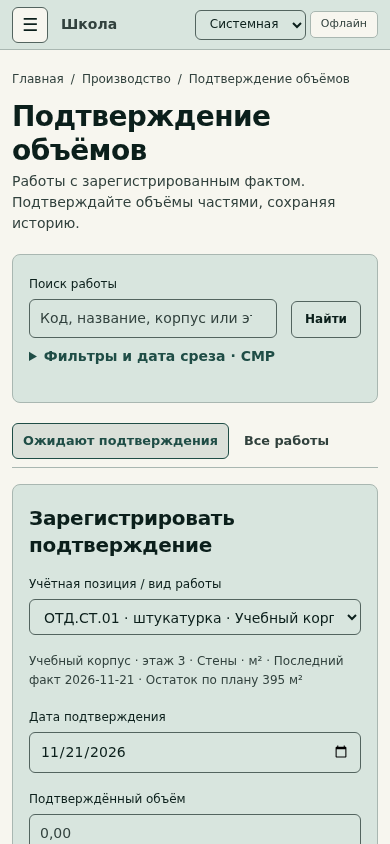 ☰ Школа Системная Офлайн
Главная / Производство / Подтверждение объёмов
Подтверждение
объёмов
Работы с зарегистрированным фактом.
Подтверждайте объёмы частями, сохраняя
историю.
Поиск работы
Код, название, корпус или эт Найти
▶ Фильтры и дата среза · СМР
Ожидают подтверждения Все работы
Зарегистрировать
подтверждение
Учётная позиция / вид работы
ОТД.СТ.01 · штукатурка · Учебный корп
Учебный корпус · этаж 3 · Стены · м² · Последний
факт 2026-11-21 · Остаток по плану 395 м²
Дата подтверждения
11/21/2026
Подтверждённый объём
0,00